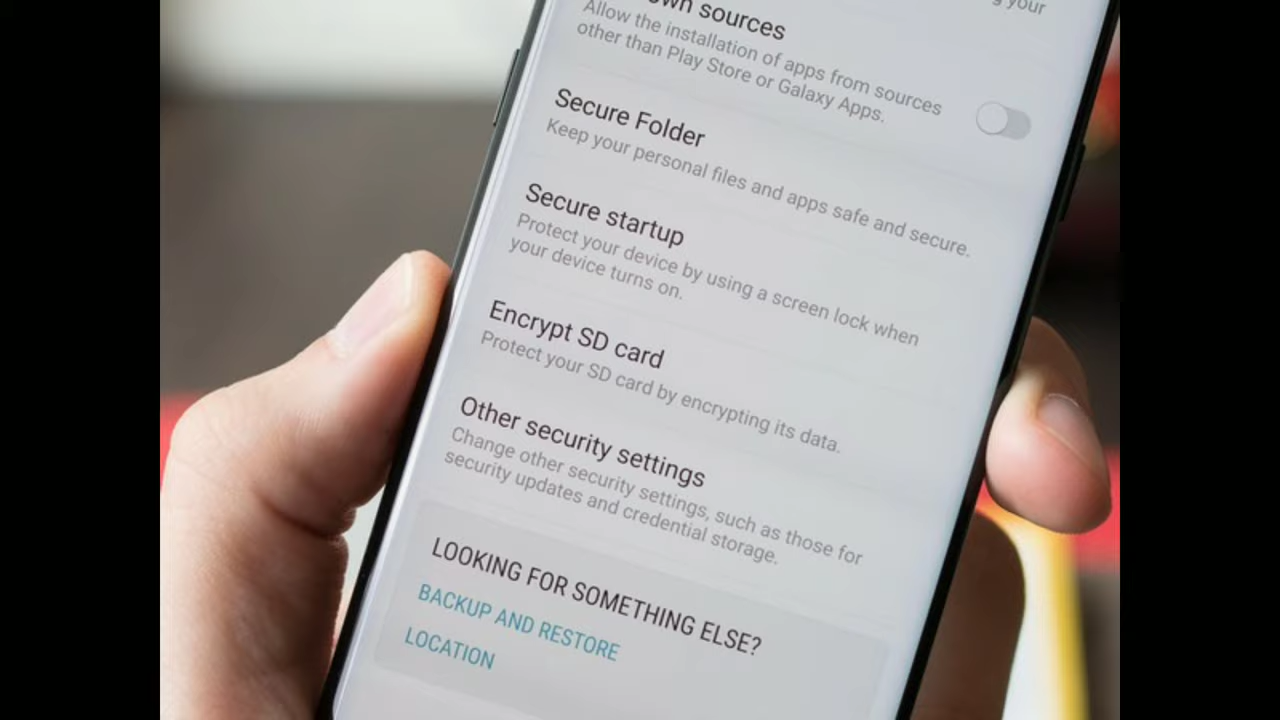 g your
own sources
Allow the installation of apps from sources
other than Play Store or Galaxy Apps.
Secure Folder
Keep your personal files and apps safe and secure.
Secure startup
Protect your device by using a screen lock when
your device turns on.
Encrypt SD card
Protect your SD card by encrypting its data.
Other security settings
Change other security settings, such as those for
security updates and credential storage.
LOOKING FOR SOMETHING ELSE?
BACKUP AND RESTORE
LOCATION